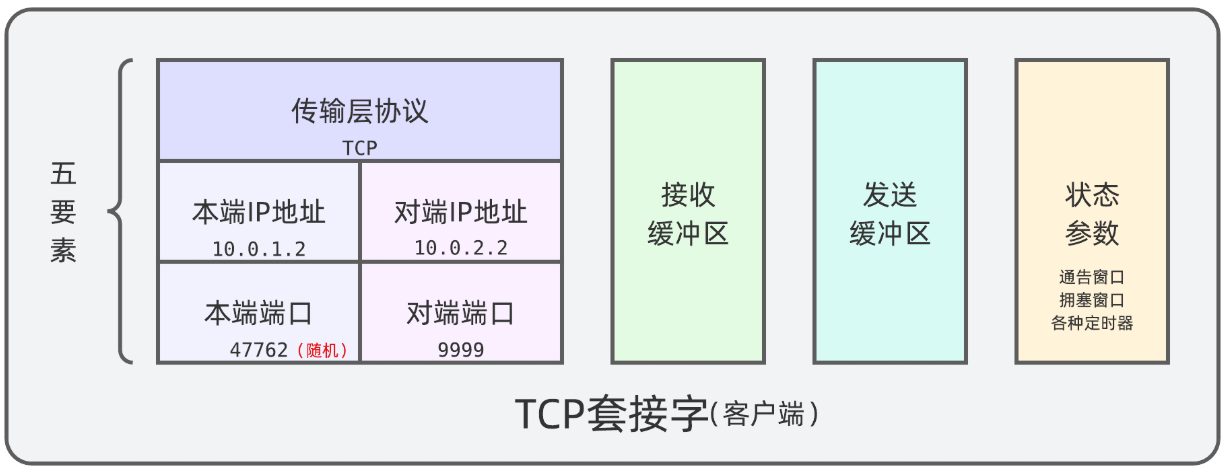 五
要
素
传输层协议
TCP
本端IP地址
10.0.1.2
对端IP地址
10.0.2.2
本端端口
47762 (随机)
对端端口
9999
接收
缓冲区
发送
缓冲区
状态
参数
通告窗口
拥塞窗口
各种定时器
TCP套接字(客户端)